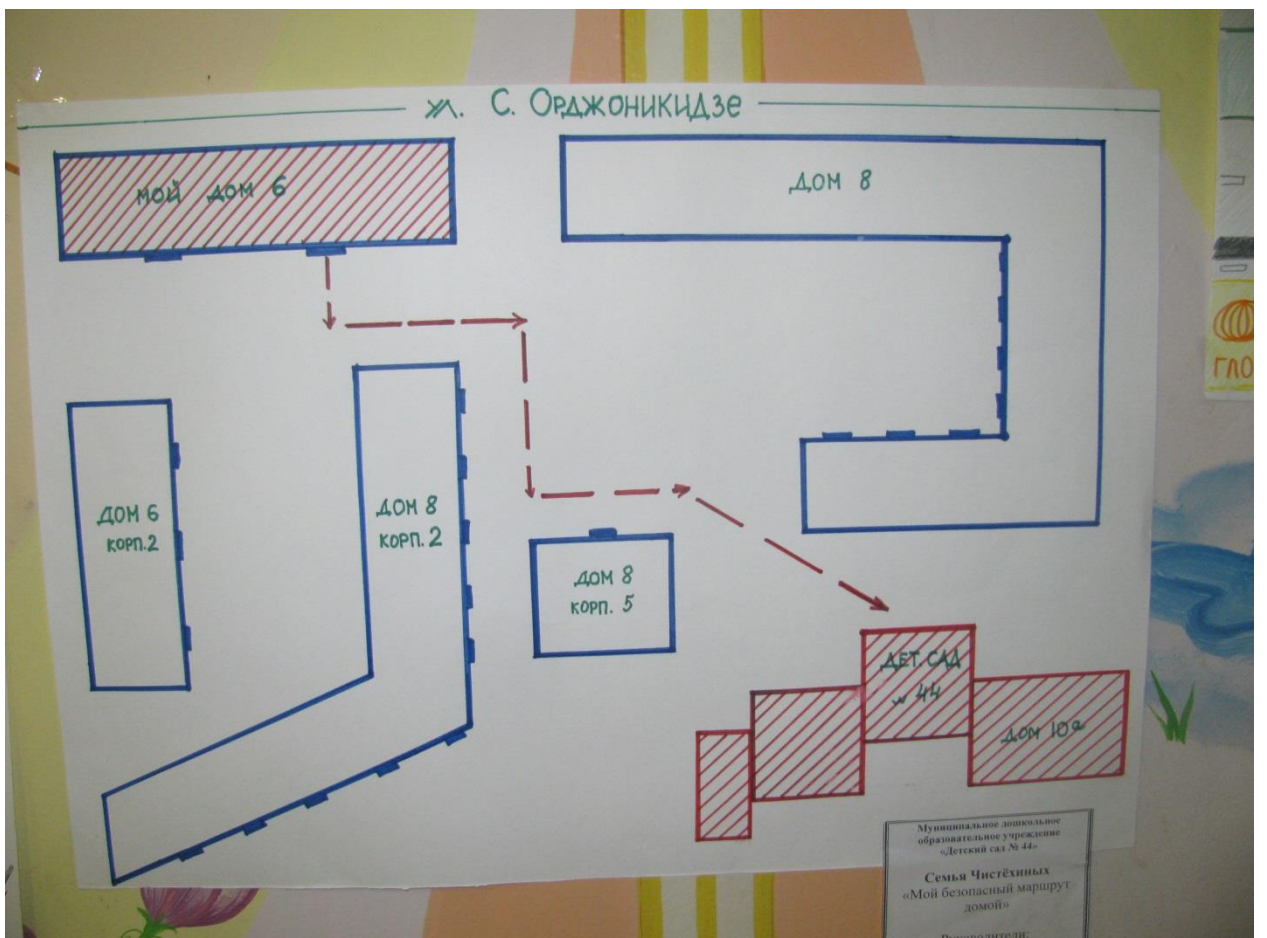 ул. С. Орджоникидзе
МОЙ ДОМ 6
ДОМ 8
ГЛО
ДОМ 6
КОРП.2
ДОМ 8
КОРП. 2
ДОМ 8
КОРП. 5
ДЕТ. САД
№ 44
ДОМ 10а
Муниципальное дошкольное
образовательное учреждение
«Детский сад № 44»
Семья Чистёхиных
«Мой безопасный маршрут
домой»
Руководители: